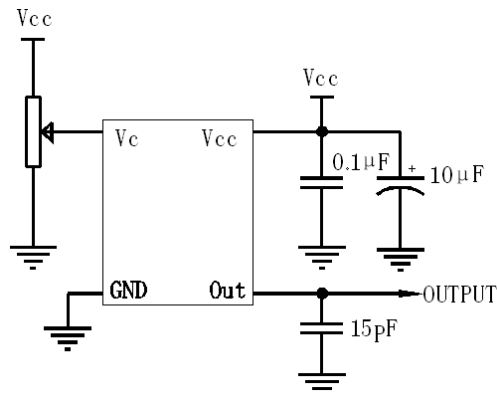 Vcc
Vcc
Vc
Vcc
0.1μF
+
10μF
GND
Out
OUTPUT
15pF